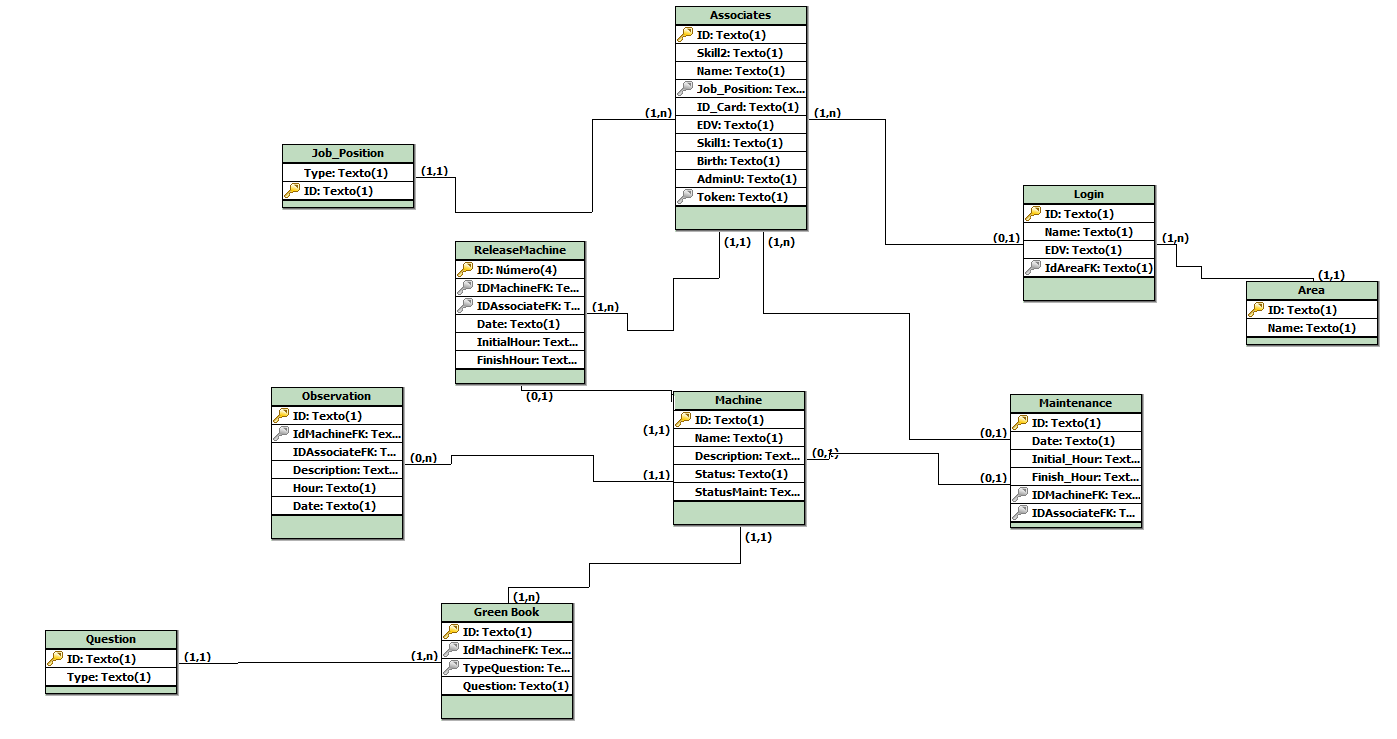 Associates
ID: Texto(1)
Skill2: Texto(1)
Name: Texto(1)
Job_Position: Tex...
ID_Card: Texto(1)
EDV: Texto(1)
Skill1: Texto(1)
Birth: Texto(1)
AdminU: Texto(1)
Token: Texto(1)
(1,n)
(1,n)
(1,1)
(1,n)
Job_Position
Type: Texto(1)
ID: Texto(1)
(1,1)
Login
ID: Texto(1)
Name: Texto(1)
EDV: Texto(1)
IdAreaFK: Texto(1)
(0,1)
(1,n)
(1,1)
Area
ID: Texto(1)
Name: Texto(1)
ReleaseMachine
ID: Número(4)
IDMachineFK: Te...
IDAssociateFK: T...
Date: Texto(1)
InitialHour: Text...
FinishHour: Text...
(1,n)
(0,1)
Observation
ID: Texto(1)
IdMachineFK: Tex...
IDAssociateFK: T...
Description: Text...
Hour: Texto(1)
Date: Texto(1)
(0,n)
Machine
ID: Texto(1)
Name: Texto(1)
Description: Text...
Status: Texto(1)
StatusMaint: Tex...
(1,1)
(1,1)
(0,1)
(1,1)
Maintenance
ID: Texto(1)
Date: Texto(1)
Initial_Hour: Text...
Finish_Hour: Text...
IDMachineFK: Tex...
IDAssociateFK: T...
(0,1)
(0,1)
(1,n)
Green Book
ID: Texto(1)
IdMachineFK: Tex...
TypeQuestion: Te...
Question: Texto(1)
(1,n)
Question
ID: Texto(1)
Type: Texto(1)
(1,1)